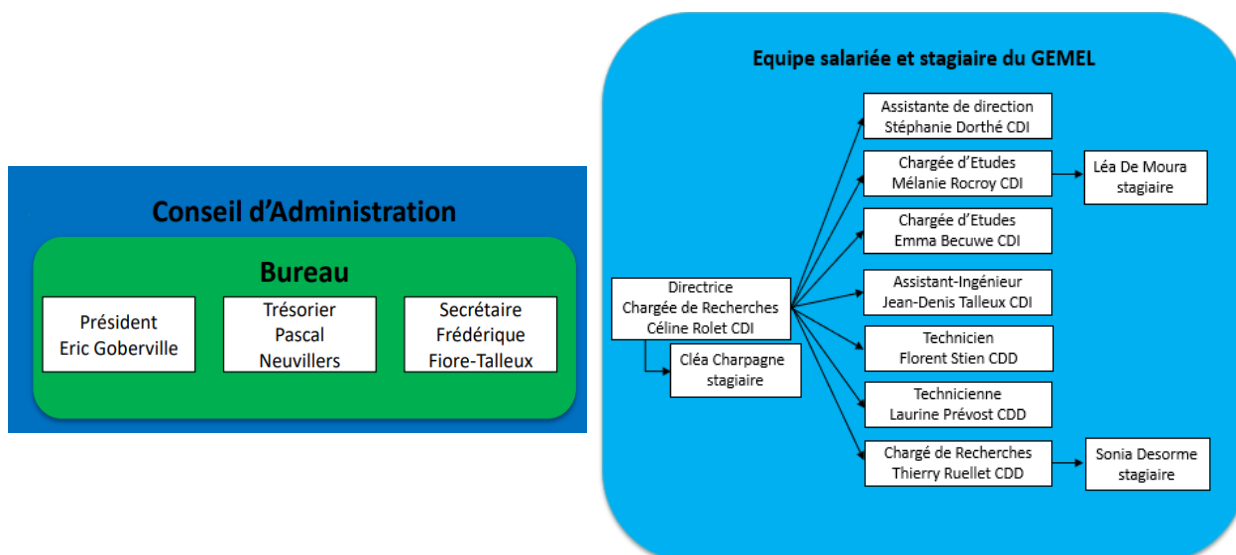 Conseil d'Administration
Bureau
Président
Eric Goberville
Trésorier
Pascal
Neuvillers
Secrétaire
Frédérique
Fiore-Talleux
Equipe salariée et stagiaire du GEMEL
Directrice
Chargée de Recherches
Céline Rolet CDI
Cléa Charpagne
stagiaire
Assistante de direction
Stéphanie Dorthé CDI
Chargée d'Etudes
Mélanie Rocroy CDI
Léa De Moura
stagiaire
Chargée d'Etudes
Emma Becuwe CDI
Assistant-Ingénieur
Jean-Denis Talleux CDI
Technicien
Florent Stien CDD
Technicienne
Laurine Prévost CDD
Chargé de Recherches
Thierry Ruellet CDD
Sonia Desorme
stagiaire